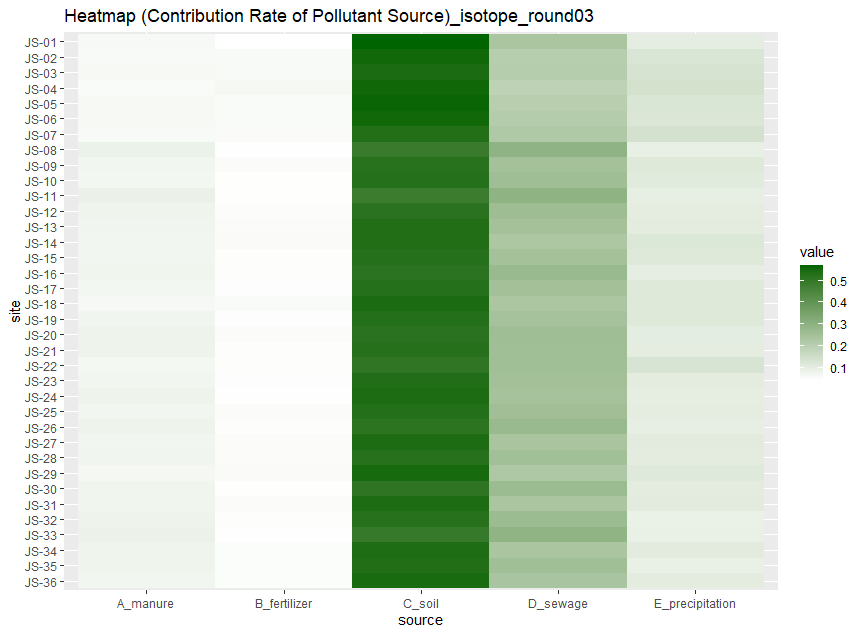 Heatmap (Contribution Rate of Pollutant Source)_isotope_round03
JS-01
JS-02
JS-03
JS-04
JS-05
JS-06
JS-07
JS-08
JS-09
JS-10
JS-11
JS-12
JS-13
JS-14
JS-15
JS-16
JS-17
JS-18
JS-19
JS-20
JS-21
JS-22
JS-23
JS-24
JS-25
JS-26
JS-27
JS-28
JS-29
JS-30
JS-31
JS-32
JS-33
JS-34
JS-35
JS-36
site
A_manure
B_fertilizer
C_soil
D_sewage
E_precipitation
source
value
0.5
0.4
0.3
0.2
0.1